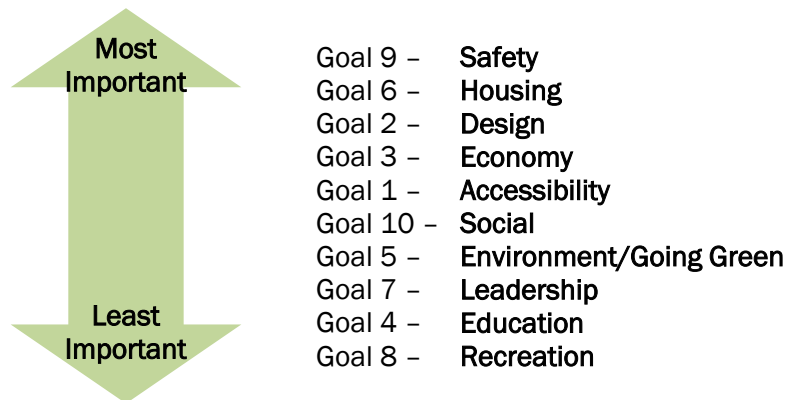 Most
Important
Goal 9 – Safety
Goal 6 – Housing
Goal 2 – Design
Goal 3 – Economy
Goal 1 – Accessibility
Goal 10 – Social
Goal 5 – Environment/Going Green
Goal 7 – Leadership
Goal 4 – Education
Goal 8 – Recreation
Least
Important